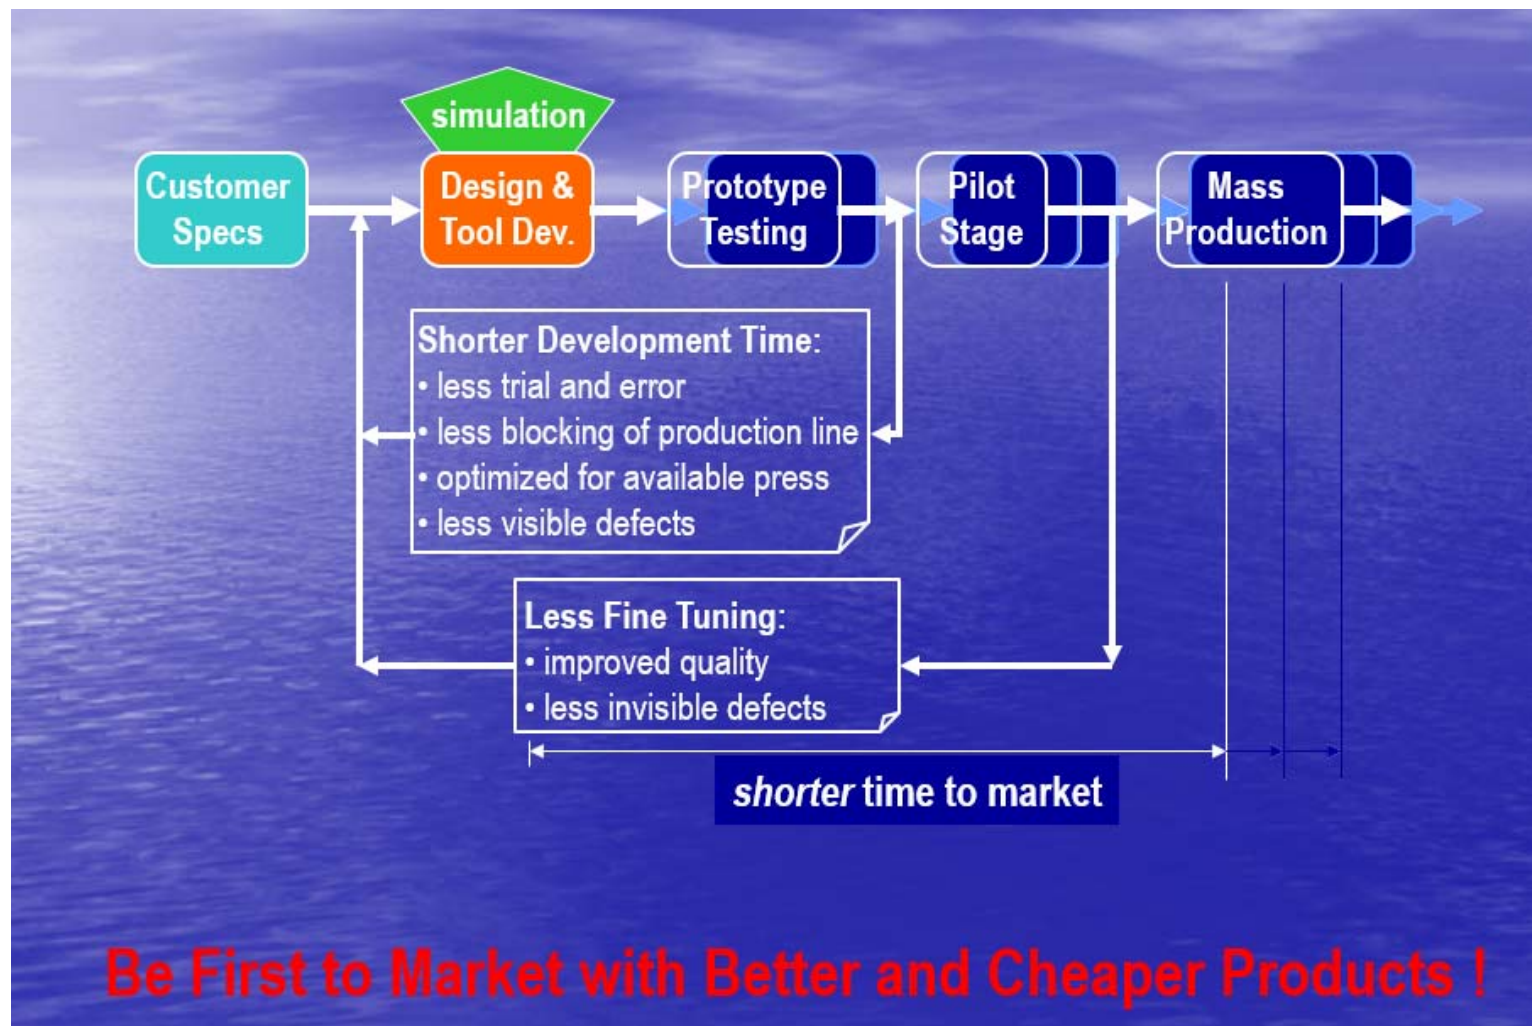 simulation
Customer
Specs
Design &
Tool Dev.
Prototype
Testing
Pilot
Stage
Mass
Production
Shorter Development Time:
• less trial and error
• less blocking of production line
• optimized for available press
• less visible defects
Less Fine Tuning:
• improved quality
• less invisible defects
shorter time to market
Be First to Market with Better and Cheaper Products !